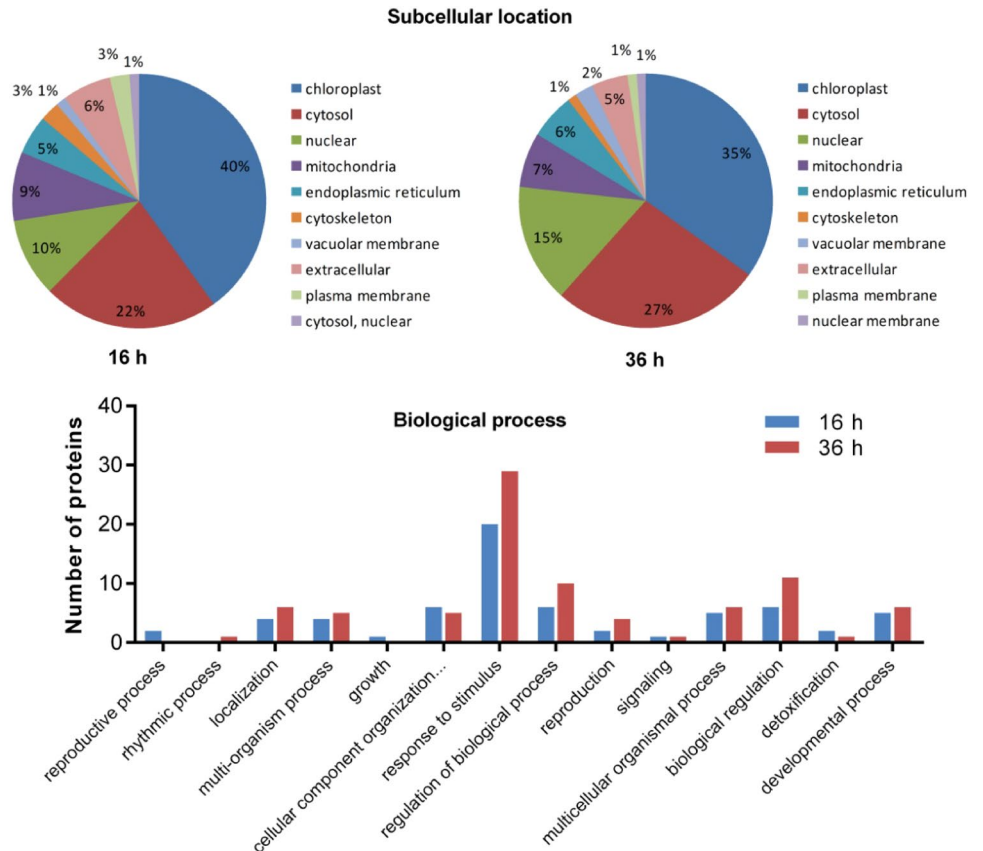 Subcellular location
3%
1%
3%
1%
6%
5%
9%
10%
22%
40%
chloroplast
cytosol
nuclear
mitochondria
endoplasmic reticulum
cytoskeleton
vacuolar membrane
extracellular
plasma membrane
cytosol, nuclear
16 h
1%
1%
2%
1%
5%
6%
7%
15%
27%
35%
chloroplast
cytosol
nuclear
mitochondria
endoplasmic reticulum
cytoskeleton
vacuolar membrane
extracellular
plasma membrane
nuclear membrane
36 h
Biological process
16 h
36 h
Number of proteins
40
30
20
10
0
reproductive process
rhythmic process
localization
multi-organism process
growth
cellular component organization...
response to stimulus
regulation of biological process
reproduction
signaling
multicellular organismal process
biological regulation
detoxification
developmental process